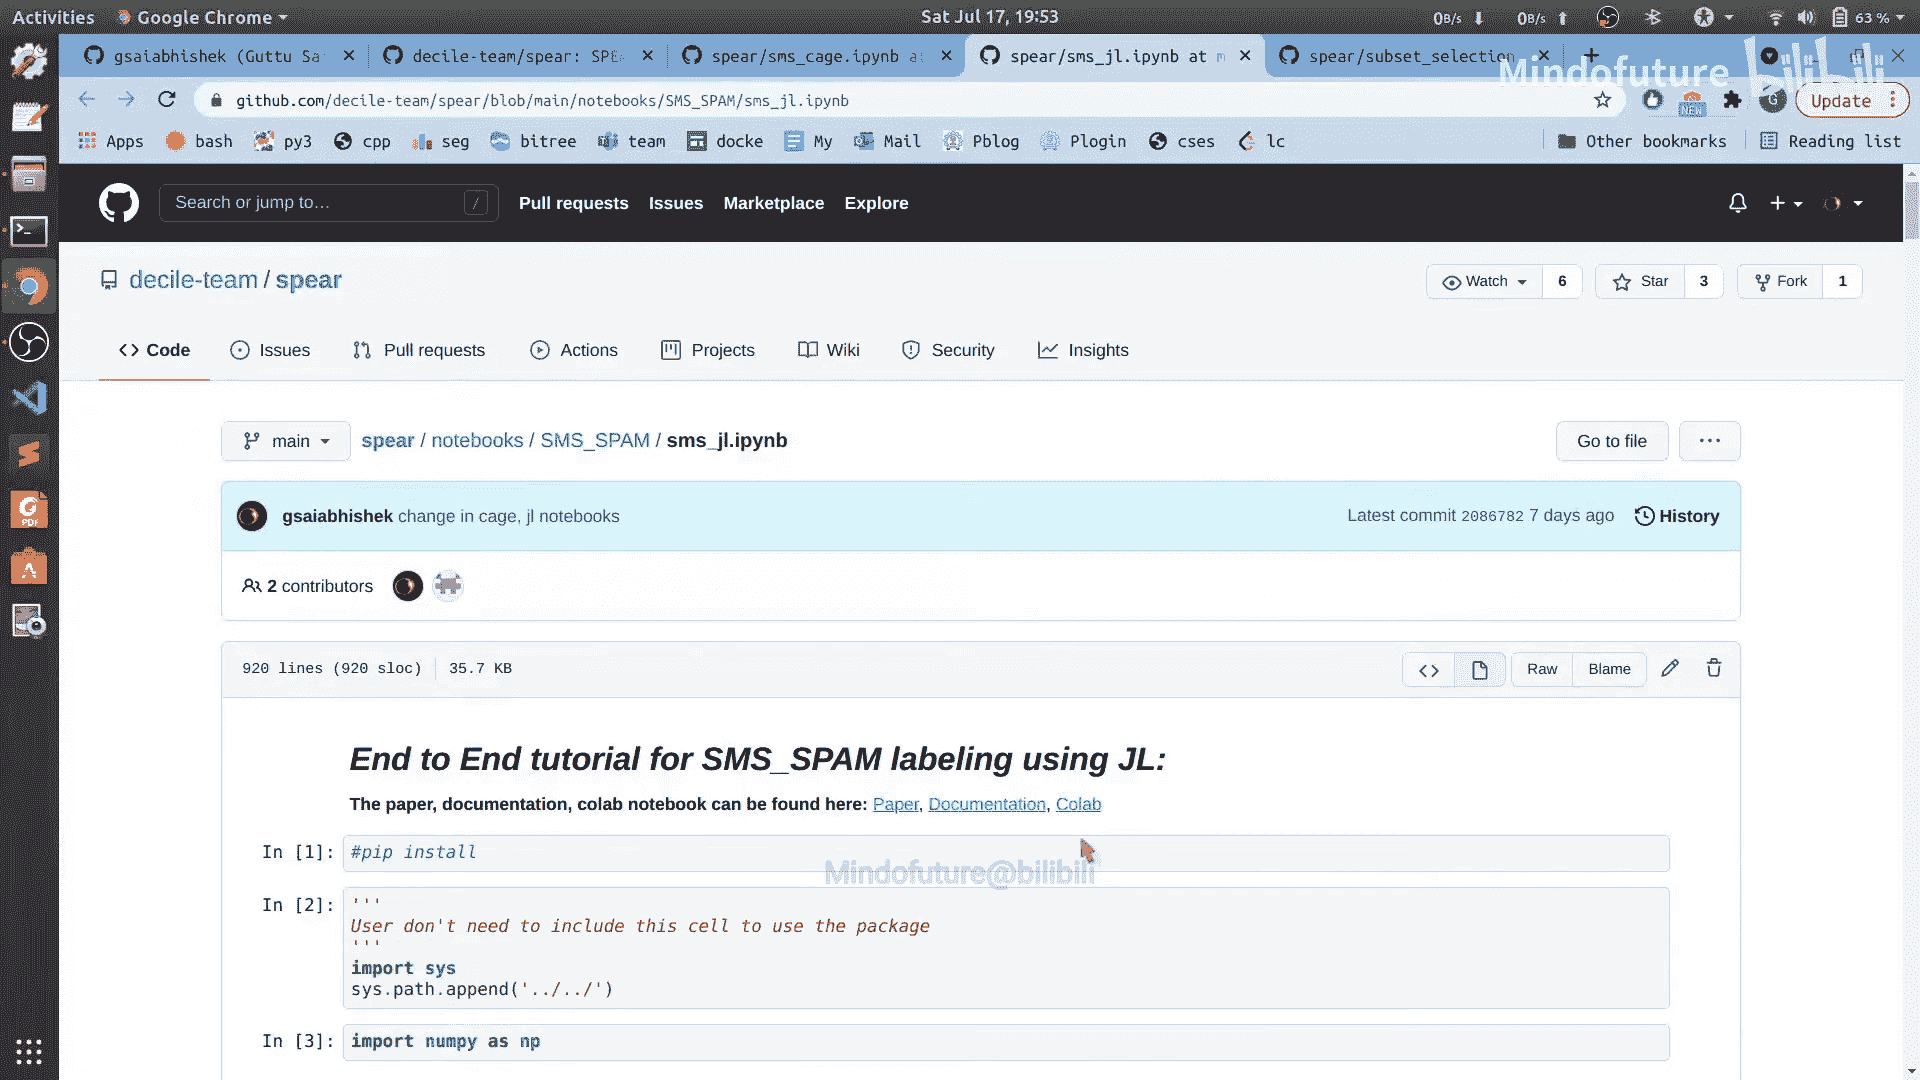 Activities Google Chrome Sat Jul 17, 19:53 0B/s 0B/s 63 %
gsaiabhishek (Guttu Sa decile-team/spear: SPE spear/sms_cage.ipynb a spear/sms_jl.ipynb at m spear/subset_selection
Mindofuture bilibili
github.com/decile-team/spear/blob/main/notebooks/SMS_SPAM/sms_jl.ipynb NEW G Update
Apps bash py3 cpp seg bitree team docke My Mail Pblog Plogin cses lc Other bookmarks Reading list
Search or jump to… / Pull requests Issues Marketplace Explore
decile-team / spear Watch 6 Star 3 Fork 1
Code Issues Pull requests Actions Projects Wiki Security Insights
main spear / notebooks / SMS_SPAM / sms_jl.ipynb Go to file ...
gsaiabhishek change in cage, jl notebooks Latest commit 2086782 7 days ago History
2 contributors
920 lines (920 sloc) 35.7 KB <> Raw Blame
End to End tutorial for SMS_SPAM labeling using JL:
The paper, documentation, colab notebook can be found here: Paper, Documentation, Colab
In [1]: #pip install
Mindofuture@bilibili
In [2]: '''
User don't need to include this cell to use the package
'''
import sys
sys.path.append('../../')
In [3]: import numpy as np
PDF